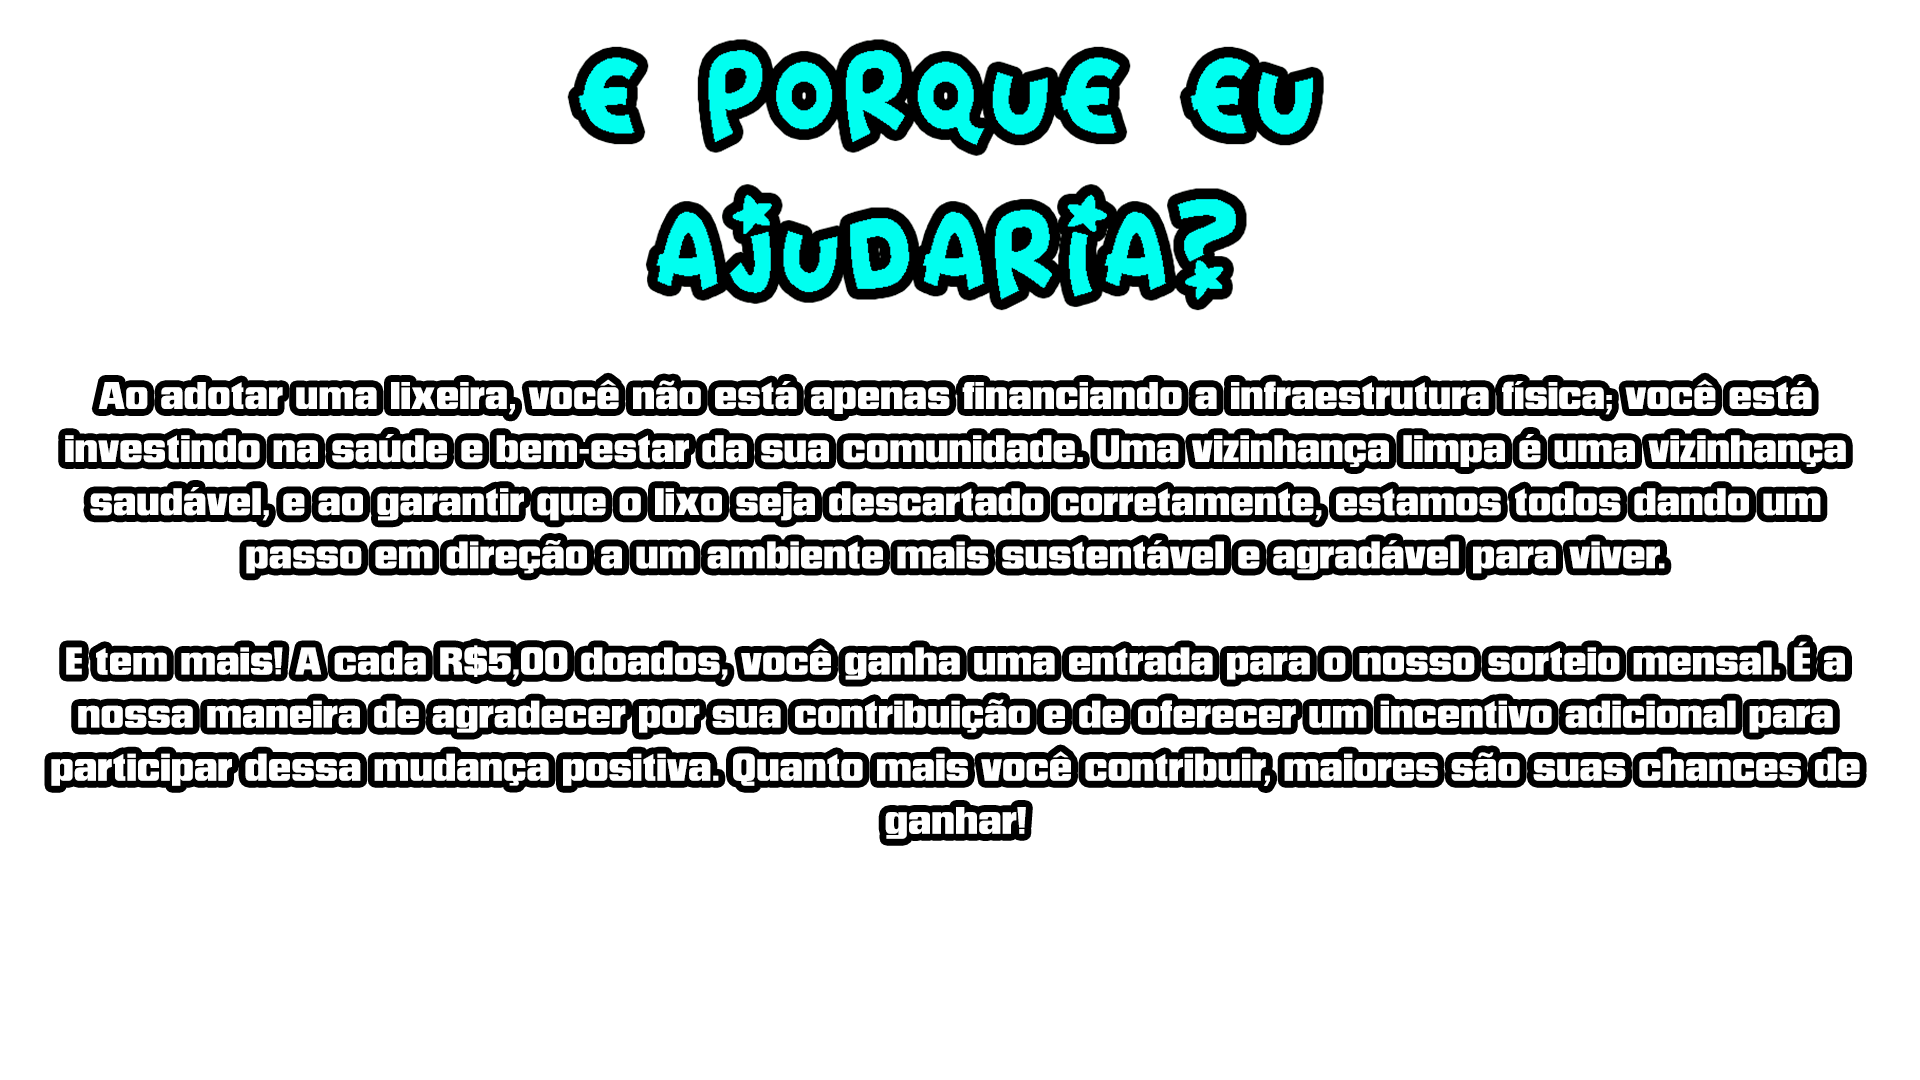 E PORQUE EU
AJUDARIA?
Ao adotar uma lixeira, você não está apenas financiando a infraestrutura física; você está
investindo na saúde e bem-estar da sua comunidade. Uma vizinhança limpa é uma vizinhança
saudável, e ao garantir que o lixo seja descartado corretamente, estamos todos dando um
passo em direção a um ambiente mais sustentável e agradável para viver.
E tem mais! A cada R$5,00 doados, você ganha uma entrada para o nosso sorteio mensal. É a
nossa maneira de agradecer por sua contribuição e de oferecer um incentivo adicional para
participar dessa mudança positiva. Quanto mais você contribuir, maiores são suas chances de
ganhar!